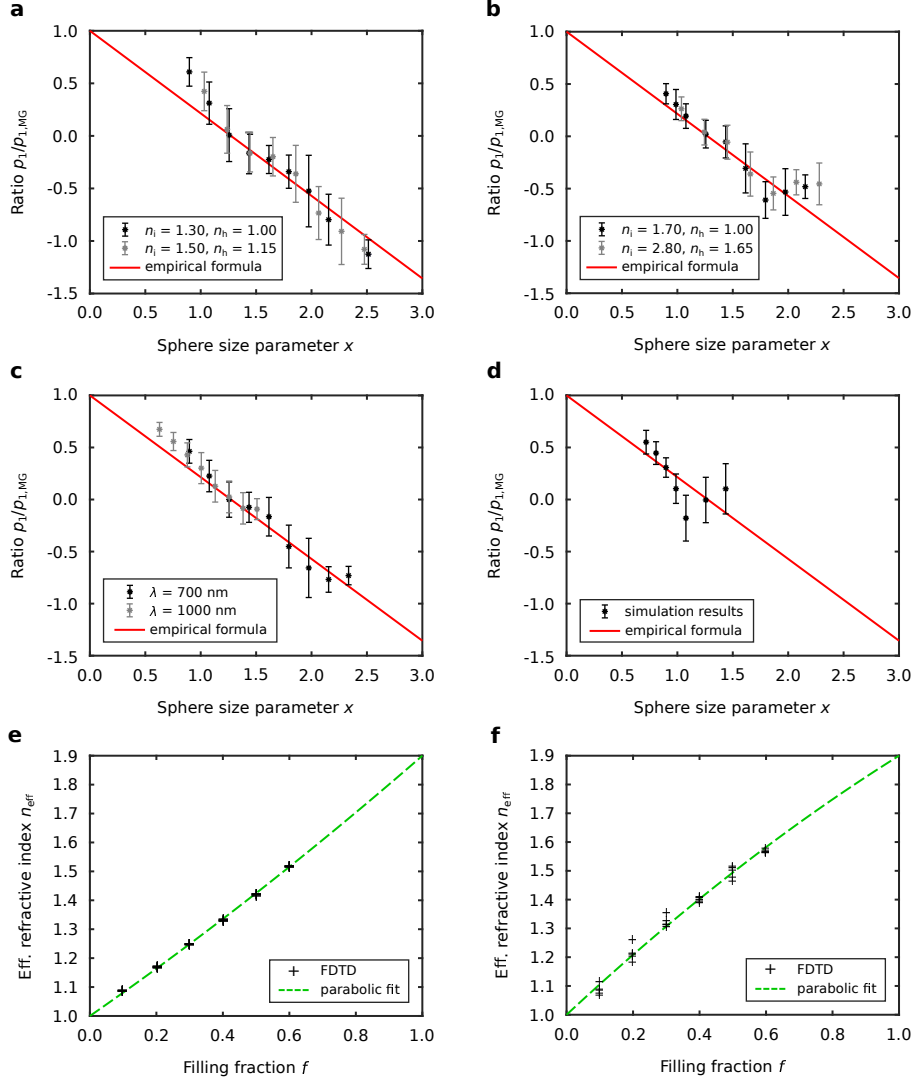 a
1.0
0.5
0.0
-0.5
-1.0
-1.5
Ratio p₁/p₁,MG
nᵢ = 1.30, nₕ = 1.00
nᵢ = 1.50, nₕ = 1.15
empirical formula
0.0 0.5 1.0 1.5 2.0 2.5 3.0
Sphere size parameter x
b
1.0
0.5
0.0
-0.5
-1.0
-1.5
Ratio p₁/p₁,MG
nᵢ = 1.70, nₕ = 1.00
nᵢ = 2.80, nₕ = 1.65
empirical formula
0.0 0.5 1.0 1.5 2.0 2.5 3.0
Sphere size parameter x
c
1.0
0.5
0.0
-0.5
-1.0
-1.5
Ratio p₁/p₁,MG
λ = 700 nm
λ = 1000 nm
empirical formula
0.0 0.5 1.0 1.5 2.0 2.5 3.0
Sphere size parameter x
d
1.0
0.5
0.0
-0.5
-1.0
-1.5
Ratio p₁/p₁,MG
simulation results
empirical formula
0.0 0.5 1.0 1.5 2.0 2.5 3.0
Sphere size parameter x
e
1.9
1.8
1.7
1.6
1.5
1.4
1.3
1.2
1.1
1.0
Eff. refractive index n_eff
FDTD
parabolic fit
0.0 0.2 0.4 0.6 0.8 1.0
Filling fraction f
f
1.9
1.8
1.7
1.6
1.5
1.4
1.3
1.2
1.1
1.0
Eff. refractive index n_eff
FDTD
parabolic fit
0.0 0.2 0.4 0.6 0.8 1.0
Filling fraction f